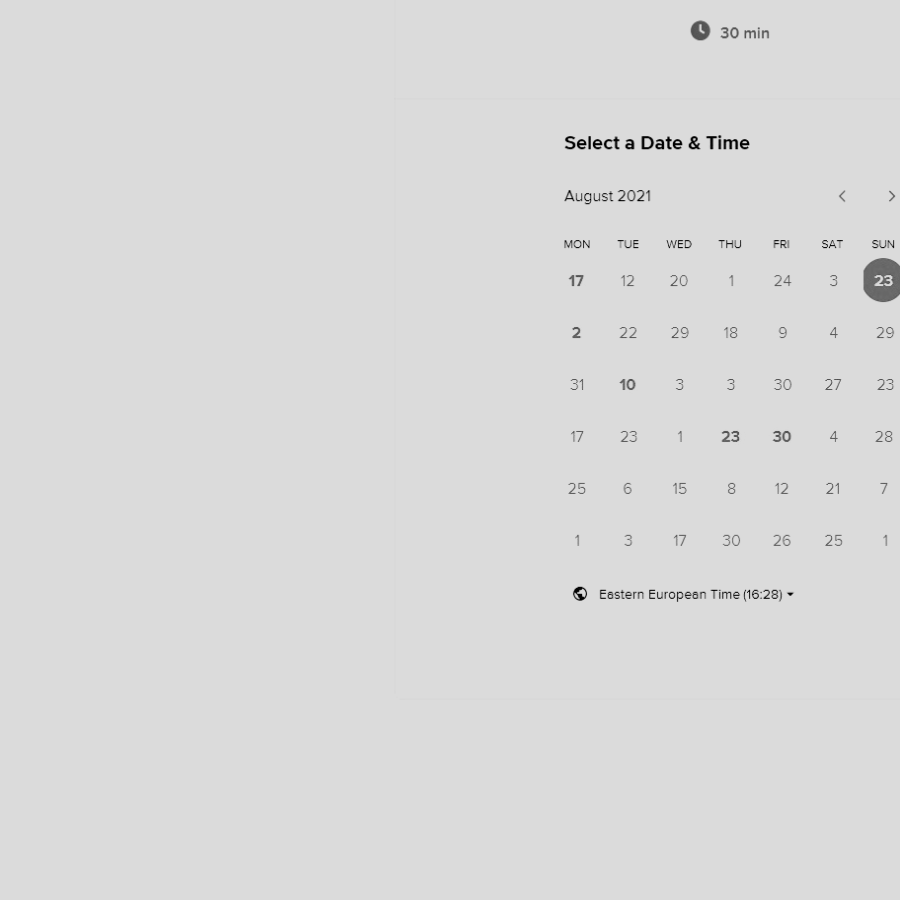 30 min
Select a Date & Time
August 2021
MON TUE WED THU FRI SAT SUN
17 12 20 1 24 3 23
2 22 29 18 9 4 29
31 10 3 3 30 27 23
17 23 1 23 30 4 28
25 6 15 8 12 21 7
1 3 17 30 26 25 1
Eastern European Time (16:28)